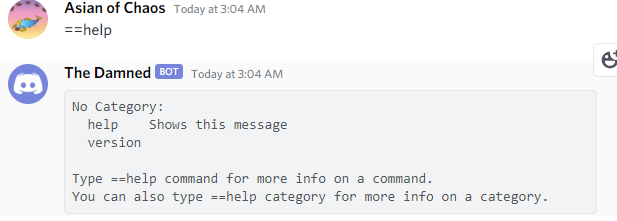 Asian of Chaos Today at 3:04 AM
==help
The Damned BOT Today at 3:04 AM
No Category:
help Shows this message
version
Type ==help command for more info on a command.
You can also type ==help category for more info on a category.